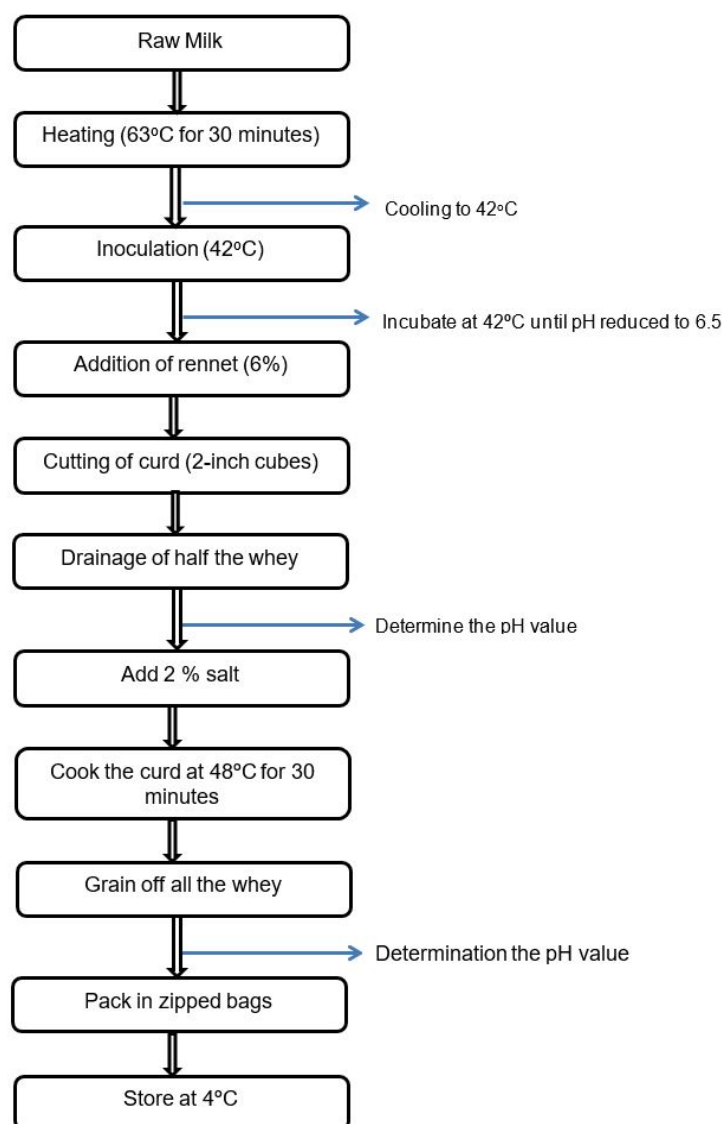 Raw Milk
Heating (63ºC for 30 minutes)
Cooling to 42ºC
Inoculation (42ºC)
Incubate at 42ºC until pH reduced to 6.5
Addition of rennet (6%)
Cutting of curd (2-inch cubes)
Drainage of half the whey
Determine the pH value
Add 2 % salt
Cook the curd at 48ºC for 30
minutes
Grain off all the whey
Determination the pH value
Pack in zipped bags
Store at 4ºC